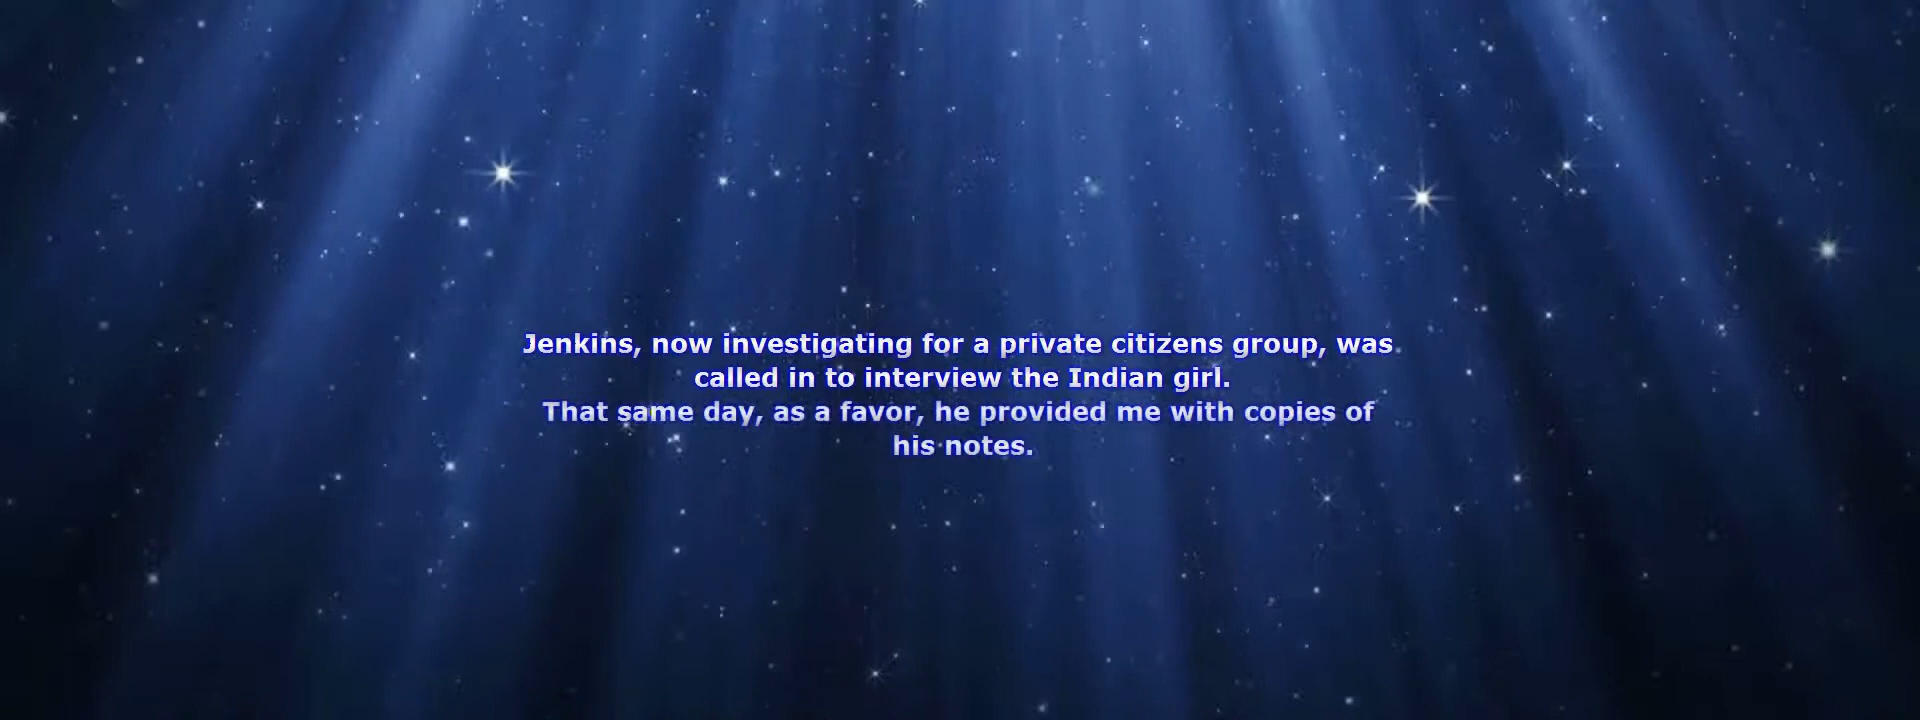 Jenkins, now investigating for a private citizens group, was
called in to interview the Indian girl.
That same day, as a favor, he provided me with copies of
his notes.